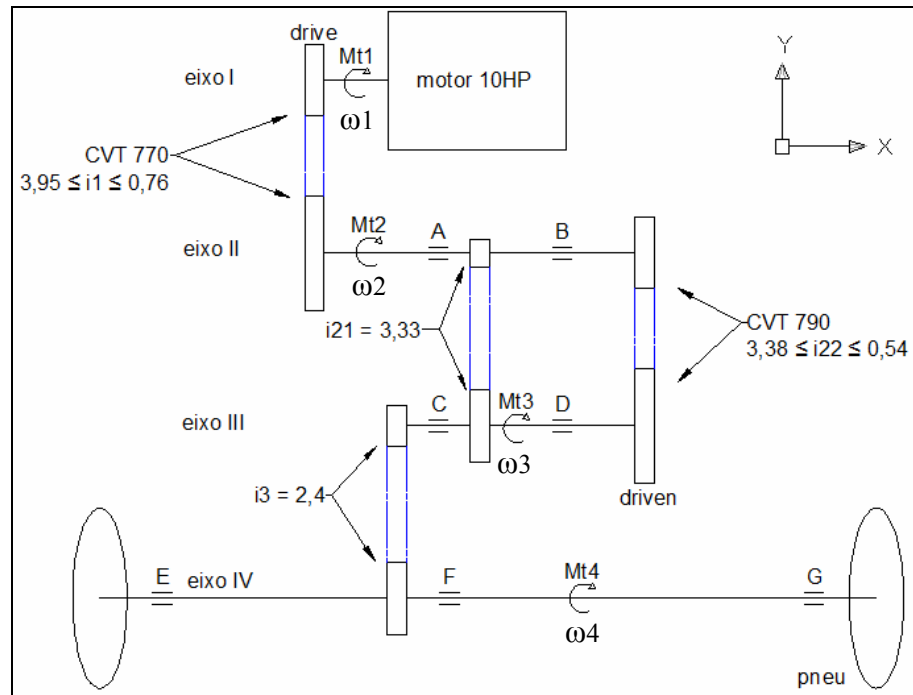 drive
Mt1
motor 10HP
Y
eixo I
ω1
X
CVT 770
3,95 ≤ i1 ≤ 0,76
Mt2
A
B
eixo II
ω2
i21 = 3,33
CVT 790
3,38 ≤ i22 ≤ 0,54
C
Mt3
D
eixo III
ω3
i3 = 2,4
driven
E
eixo IV
F
Mt4
G
ω4
pneu